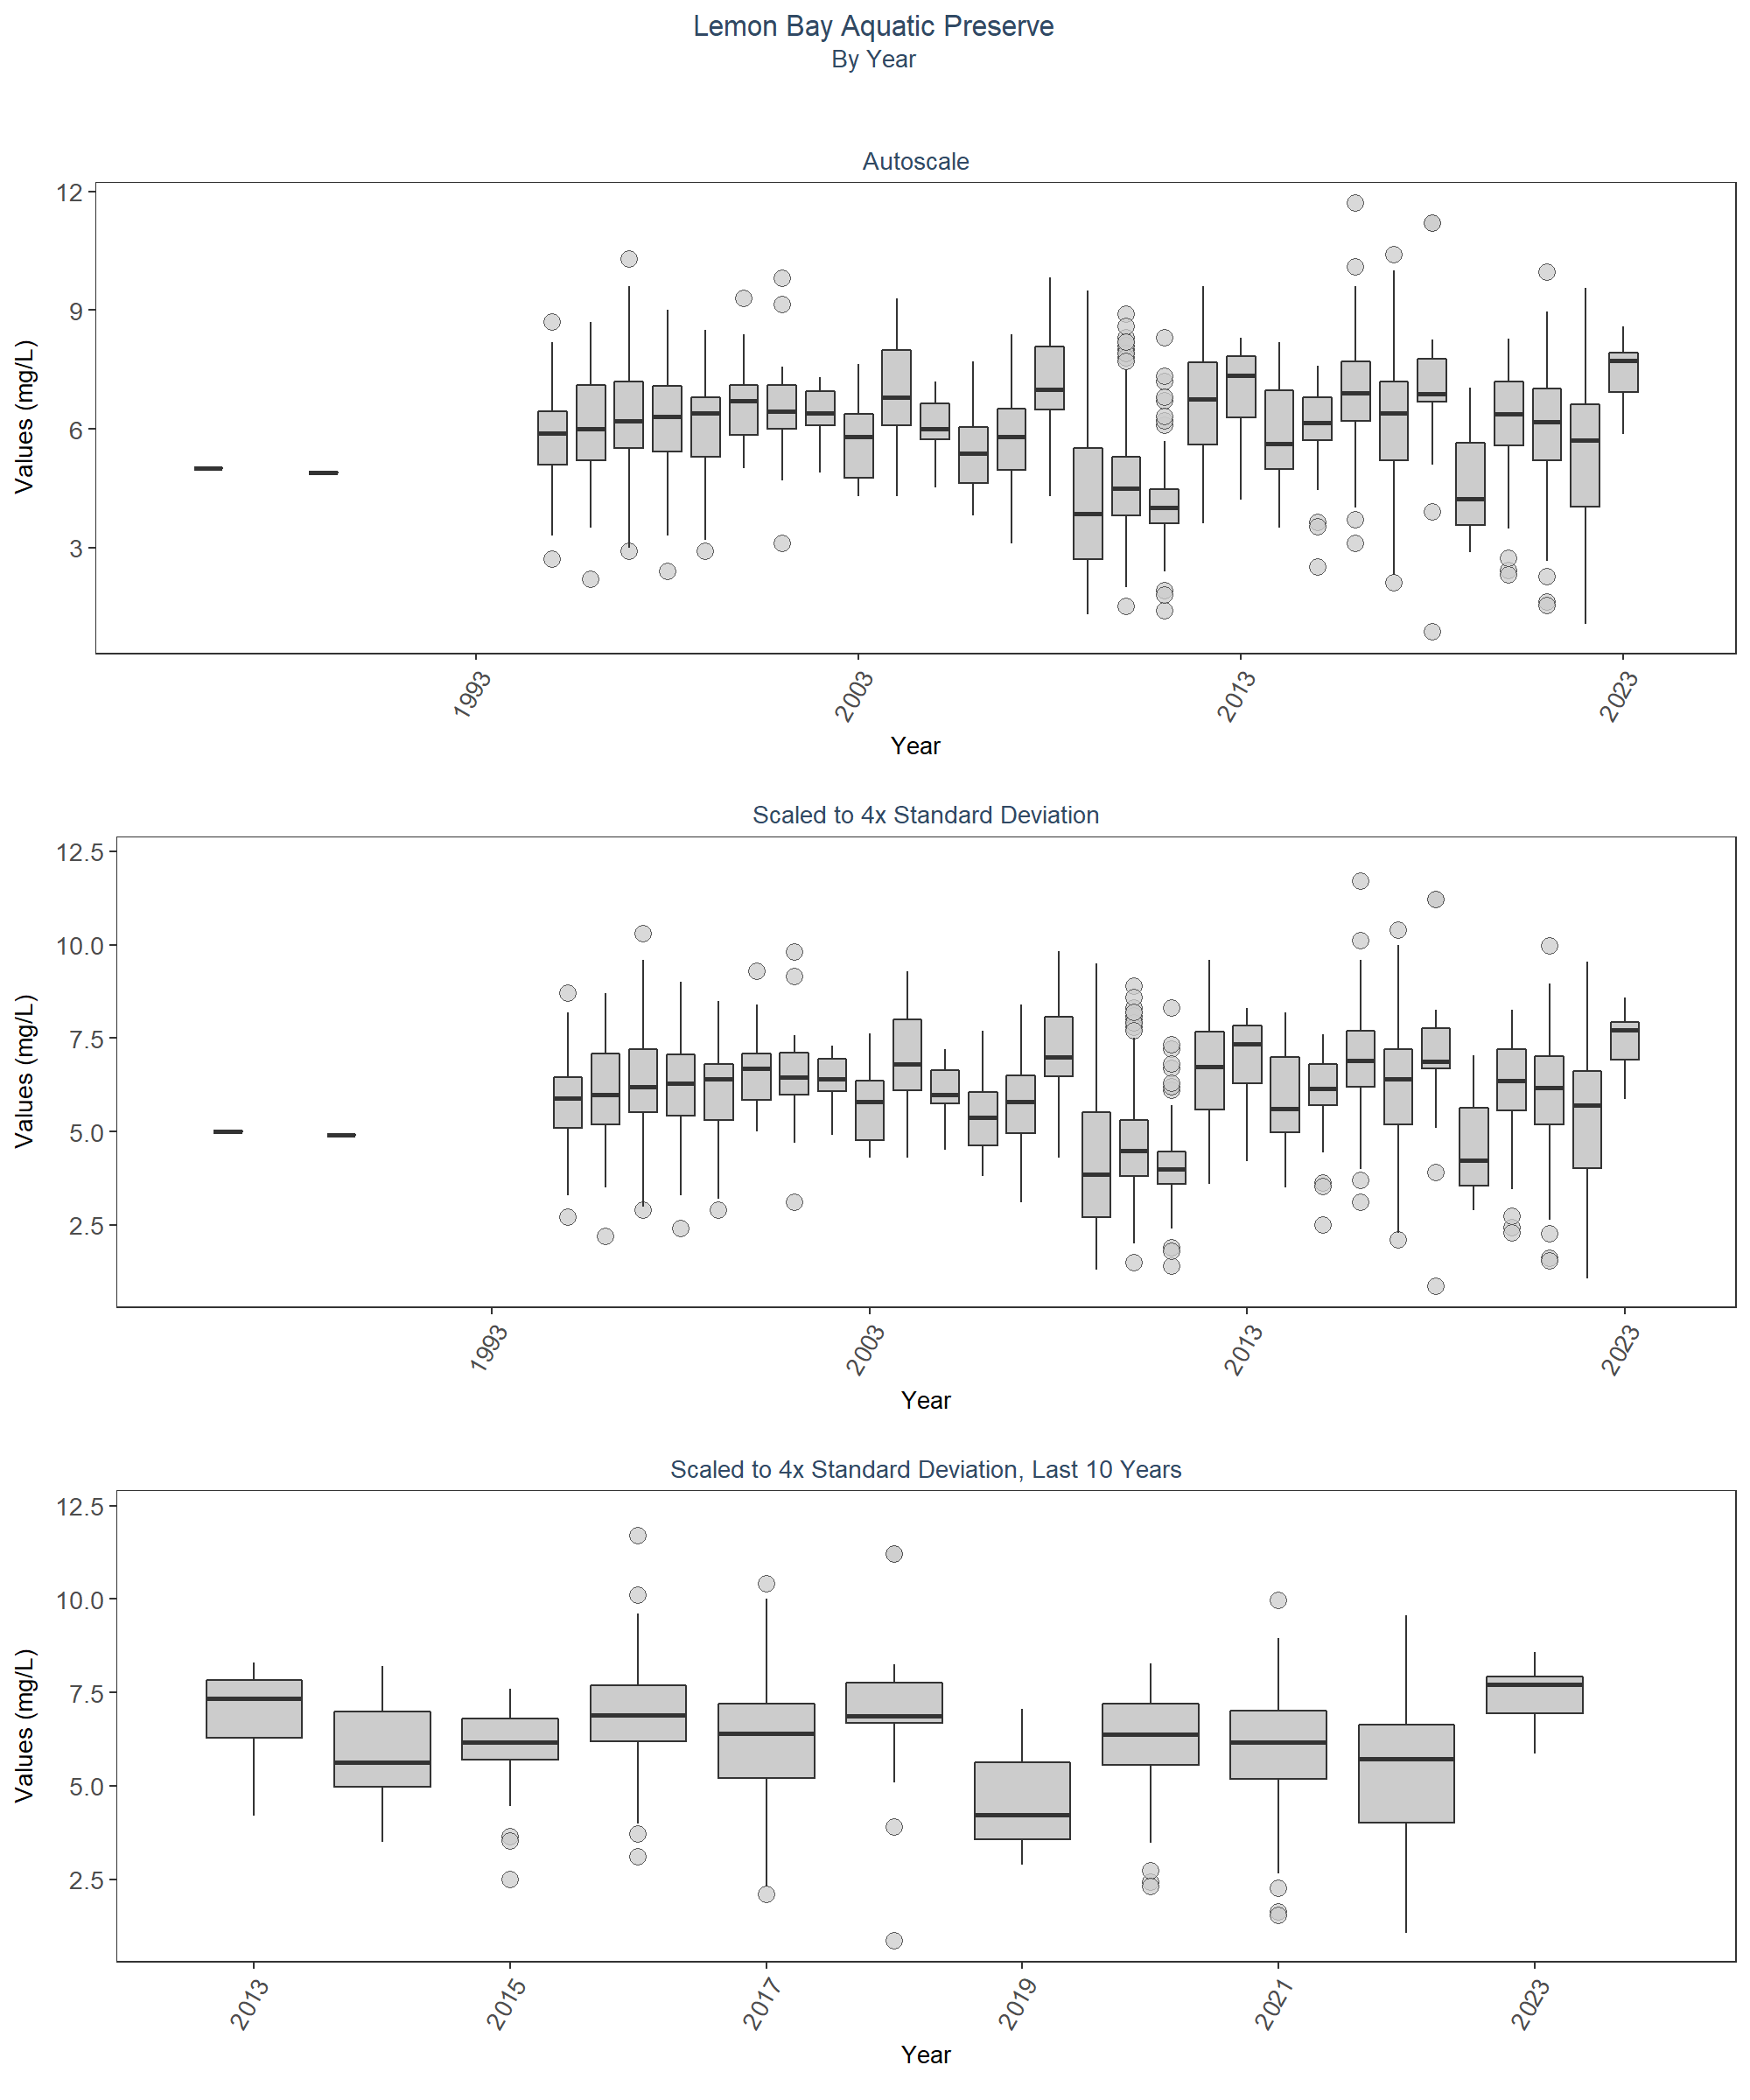 Lemon Bay Aquatic Preserve
By Year
Autoscale
Values (mg/L)
12
9
6
3
1993
2003
2013
2023
Year
Scaled to 4x Standard Deviation
Values (mg/L)
12.5
10.0
7.5
5.0
2.5
1993
2003
2013
2023
Year
Scaled to 4x Standard Deviation, Last 10 Years
Values (mg/L)
12.5
10.0
7.5
5.0
2.5
2013
2015
2017
2019
2021
2023
Year